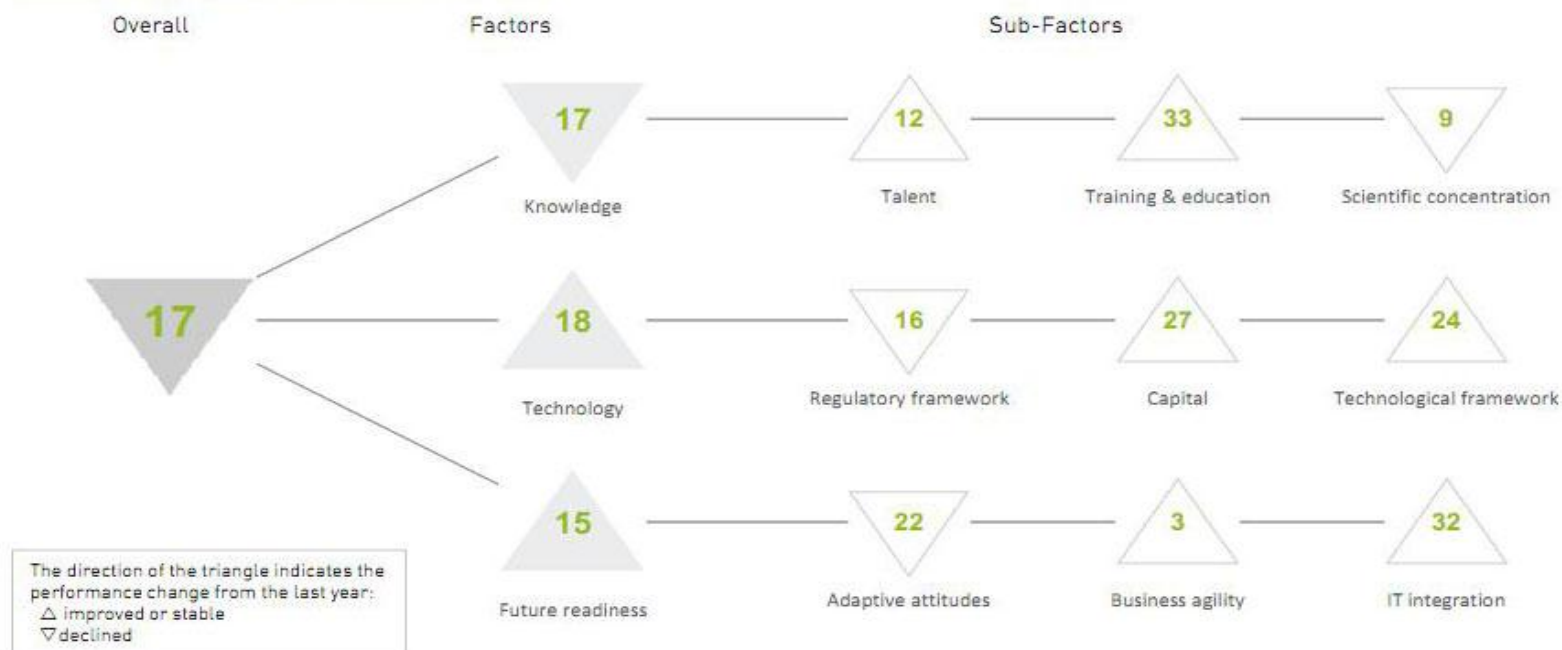 Overall Factors Sub-Factors
17 12 33 9
Knowledge Talent Training & education Scientific concentration
17
18 16 27 24
Technology Regulatory framework Capital Technological framework
15 22 3 32
Future readiness Adaptive attitudes Business agility IT integration
The direction of the triangle indicates the
performance change from the last year:
△ improved or stable
▽ declined